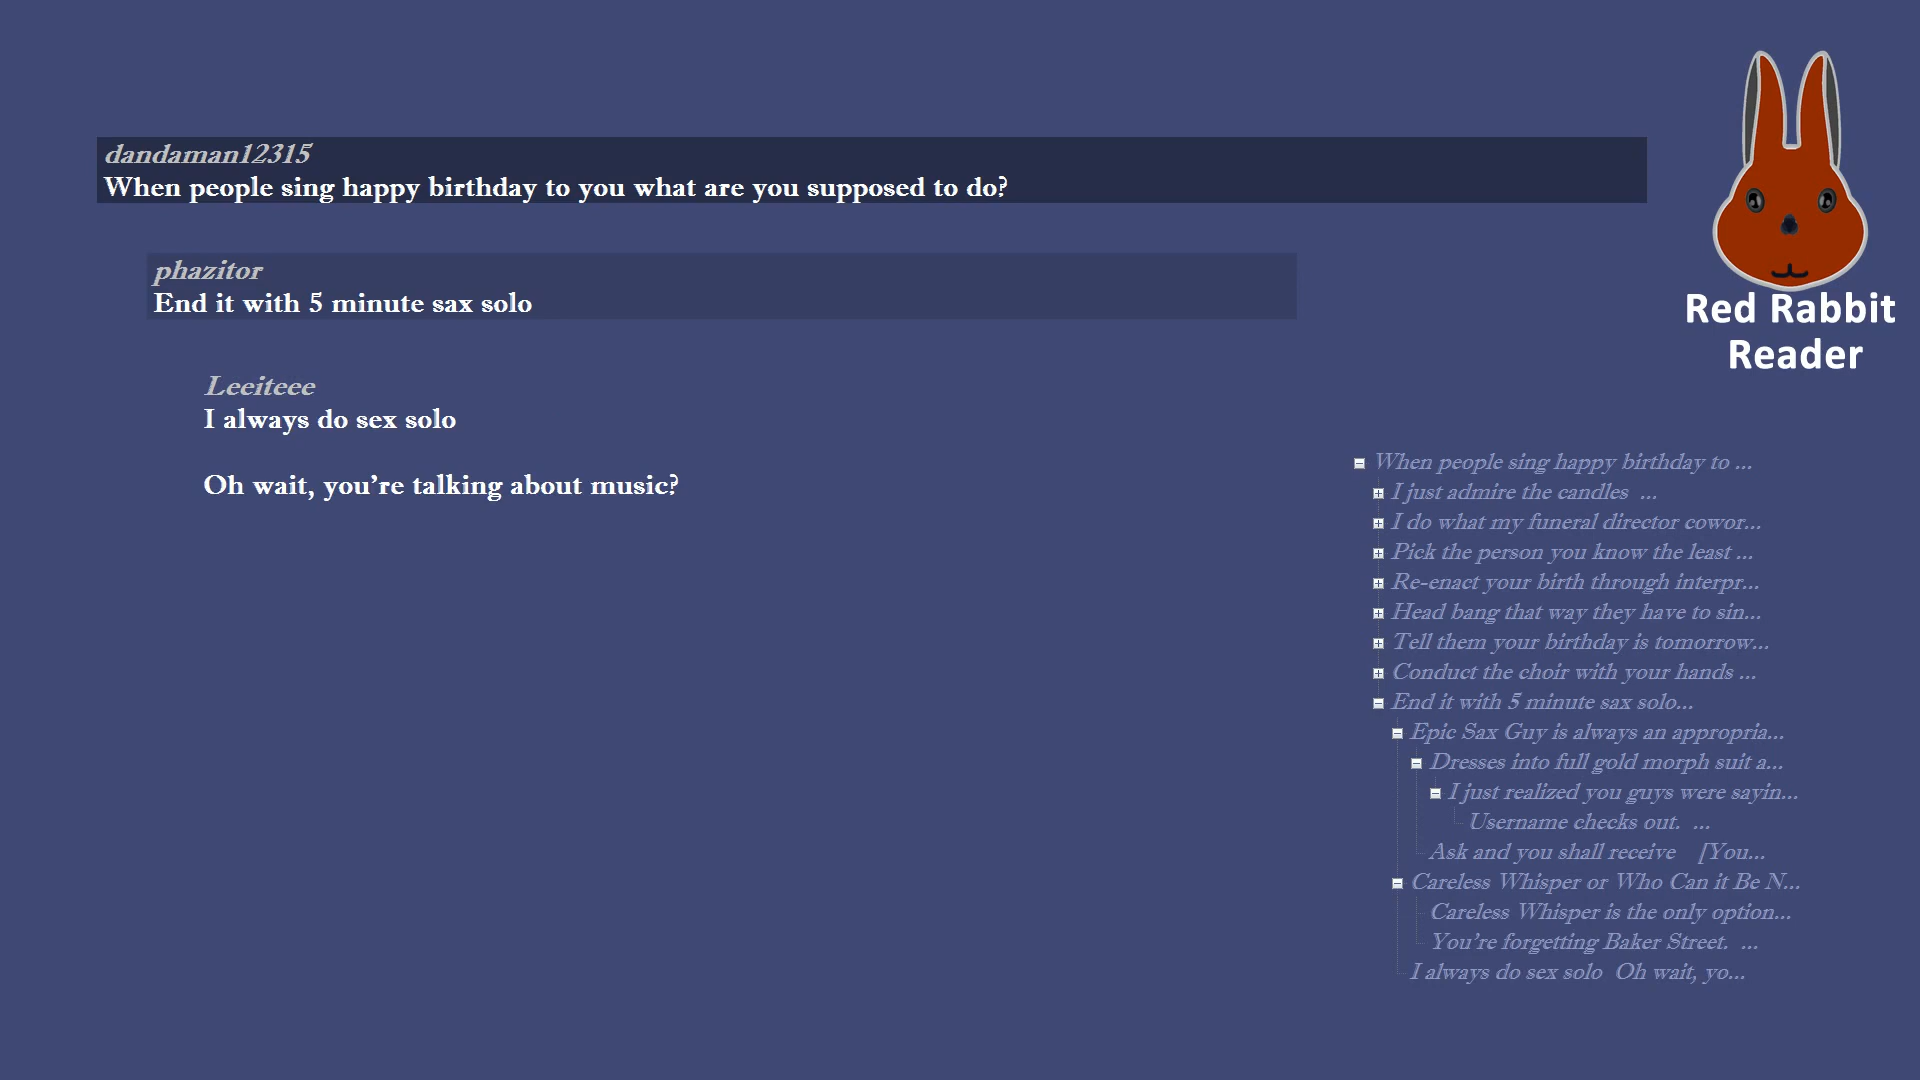 dandaman12315
When people sing happy birthday to you what are you supposed to do?
phazitor
End it with 5 minute sax solo
Leeiteee
I always do sex solo
Oh wait, you're talking about music?
Red Rabbit
Reader
When people sing happy birthday to ...
I just admire the candles ...
I do what my funeral director cowor...
Pick the person you know the least ...
Re-enact your birth through interpr...
Head bang that way they have to sin...
Tell them your birthday is tomorrow...
Conduct the choir with your hands ...
End it with 5 minute sax solo...
Epic Sax Guy is always an appropria...
Dresses into full gold morph suit a...
I just realized you guys were sayin...
Username checks out. ...
Ask and you shall receive [You...
Careless Whisper or Who Can it Be N...
Careless Whisper is the only option...
You're forgetting Baker Street. ...
I always do sex solo Oh wait, yo...